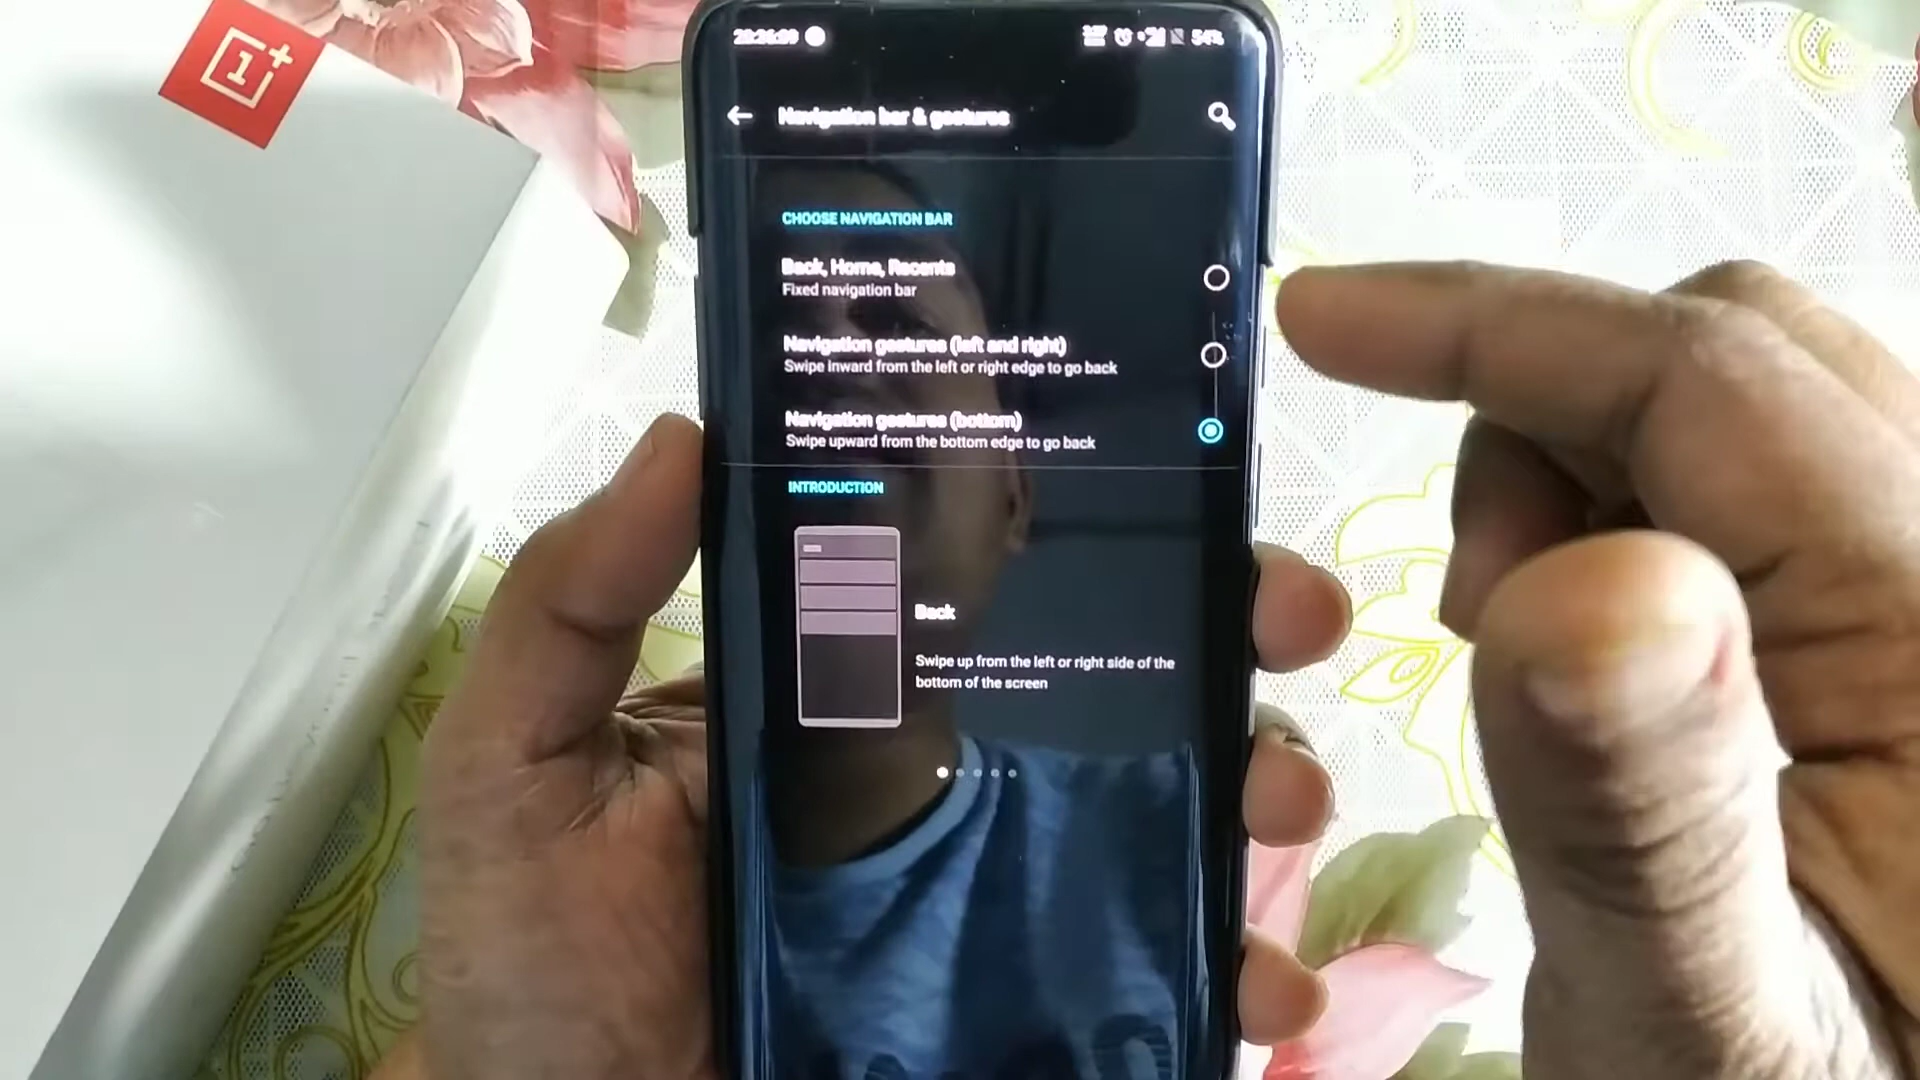 1+
54%
Navigation bar & gestures
CHOOSE NAVIGATION BAR
Back, Home, Recents
Fixed navigation bar
Navigation gestures (left and right)
Swipe inward from the left or right edge to go back
Navigation gestures (bottom)
Swipe upward from the bottom edge to go back
INTRODUCTION
Back
Swipe up from the left or right side of the
bottom of the screen